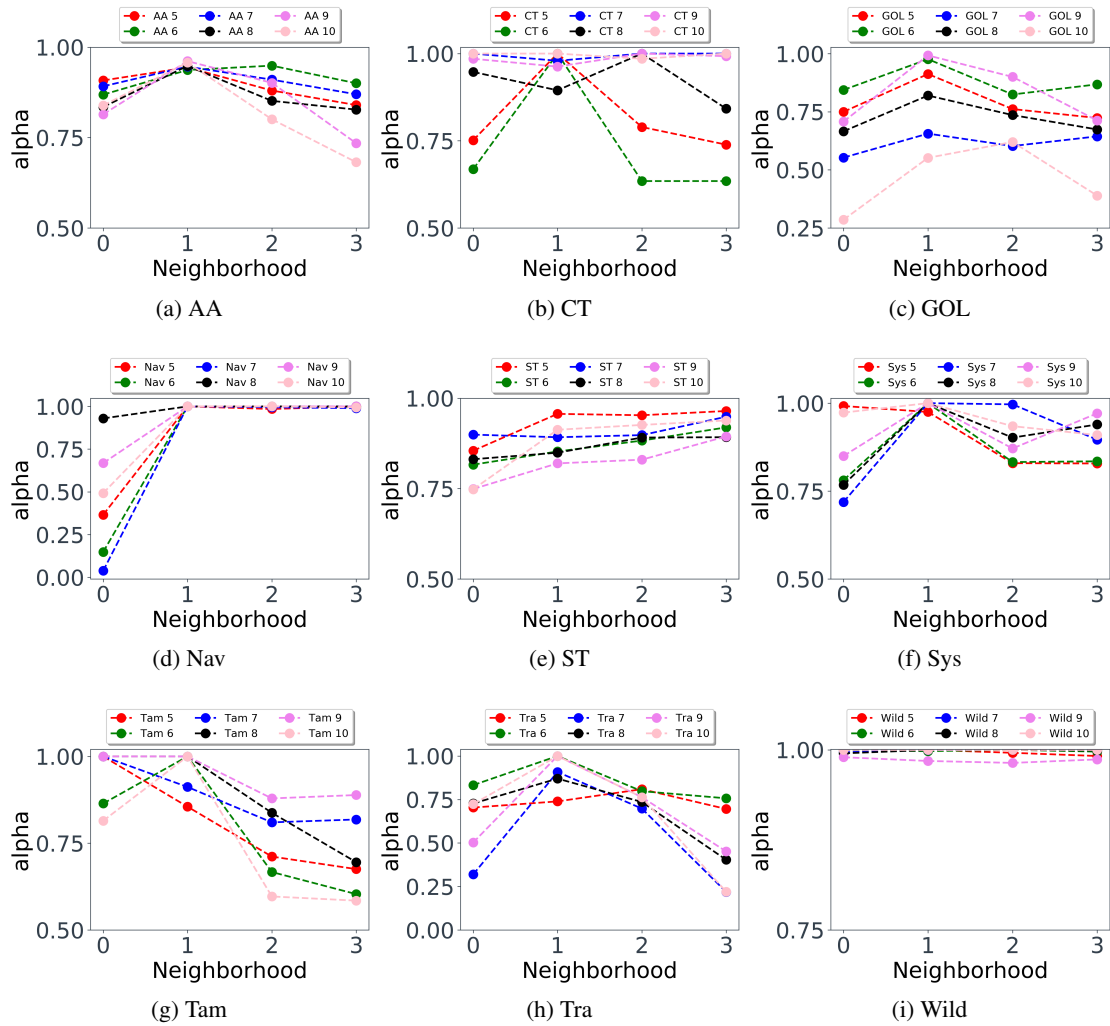 AA 5 AA 7 AA 9
AA 6 AA 8 AA 10
1.00
0.75
0.50
alpha
0 1 2 3
Neighborhood
(a) AA
CT 5 CT 7 CT 9
CT 6 CT 8 CT 10
1.00
0.75
0.50
alpha
0 1 2 3
Neighborhood
(b) CT
GOL 5 GOL 7 GOL 9
GOL 6 GOL 8 GOL 10
1.00
0.75
0.50
0.25
alpha
0 1 2 3
Neighborhood
(c) GOL
Nav 5 Nav 7 Nav 9
Nav 6 Nav 8 Nav 10
1.00
0.75
0.50
0.25
0.00
alpha
0 1 2 3
Neighborhood
(d) Nav
ST 5 ST 7 ST 9
ST 6 ST 8 ST 10
1.00
0.75
0.50
alpha
0 1 2 3
Neighborhood
(e) ST
Sys 5 Sys 7 Sys 9
Sys 6 Sys 8 Sys 10
1.00
0.75
0.50
alpha
0 1 2 3
Neighborhood
(f) Sys
Tam 5 Tam 7 Tam 9
Tam 6 Tam 8 Tam 10
1.00
0.75
0.50
alpha
0 1 2 3
Neighborhood
(g) Tam
Tra 5 Tra 7 Tra 9
Tra 6 Tra 8 Tra 10
1.00
0.75
0.50
0.25
0.00
alpha
0 1 2 3
Neighborhood
(h) Tra
Wild 5 Wild 7 Wild 9
Wild 6 Wild 8 Wild 10
1.00
0.75
alpha
0 1 2 3
Neighborhood
(i) Wild